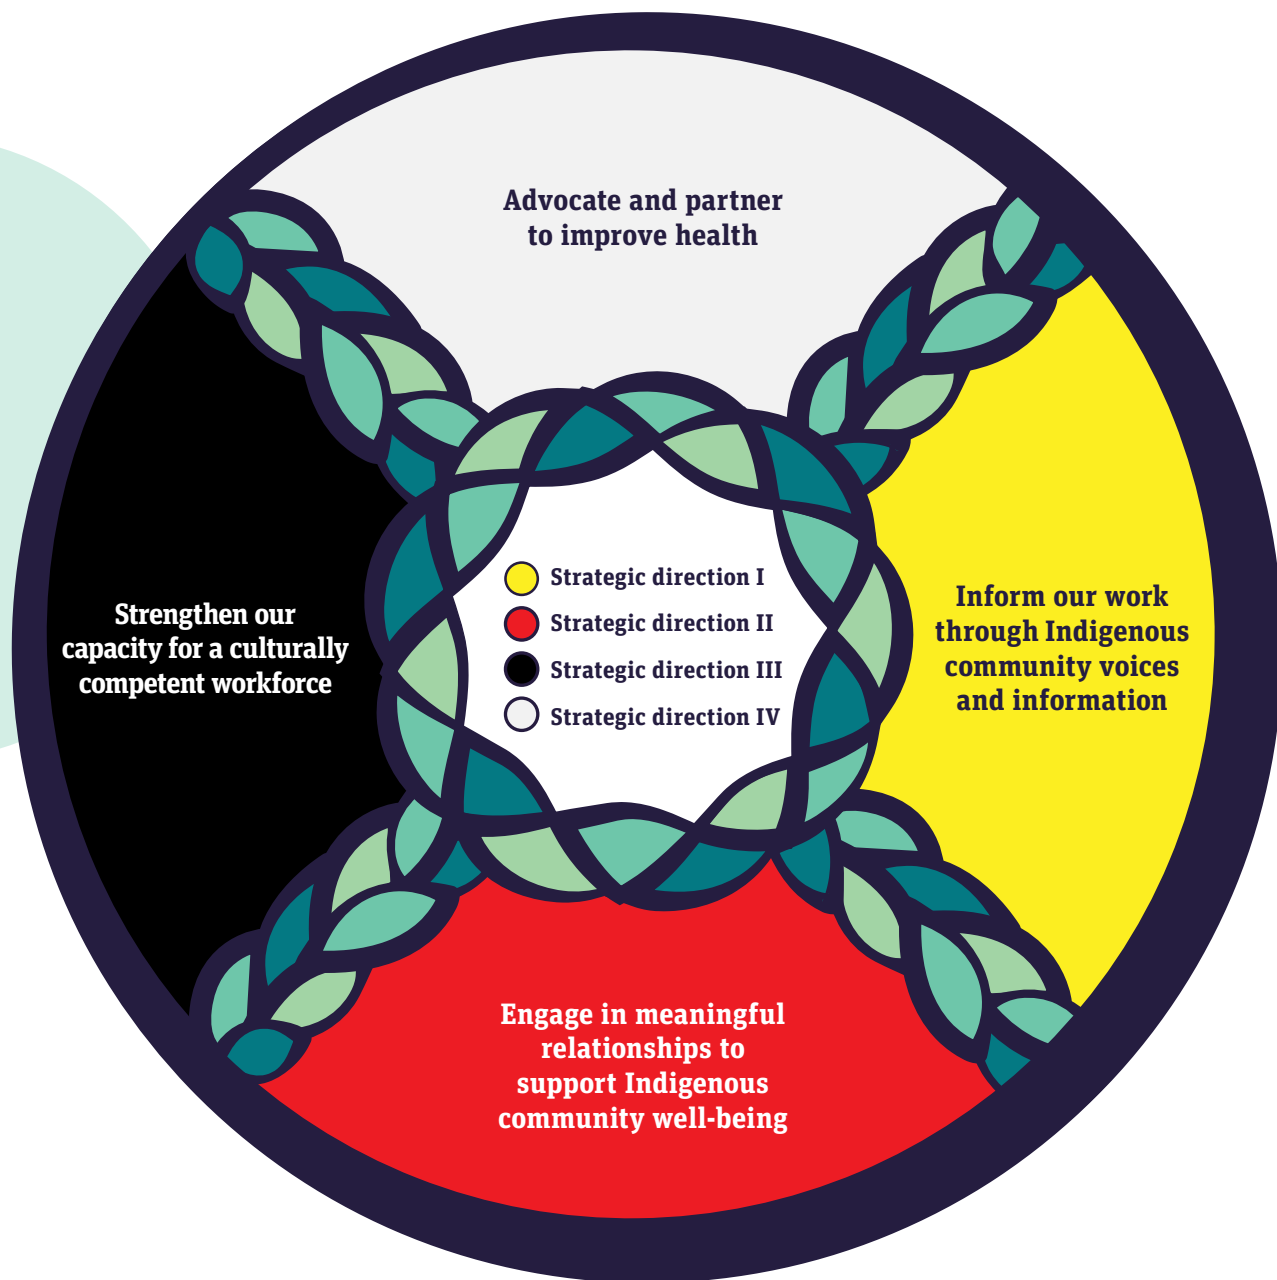 Advocate and partner
to improve health
Strengthen our
capacity for a culturally
competent workforce
Strategic direction I
Strategic direction II
Strategic direction III
Strategic direction IV
Inform our work
through Indigenous
community voices
and information
Engage in meaningful
relationships to
support Indigenous
community well-being